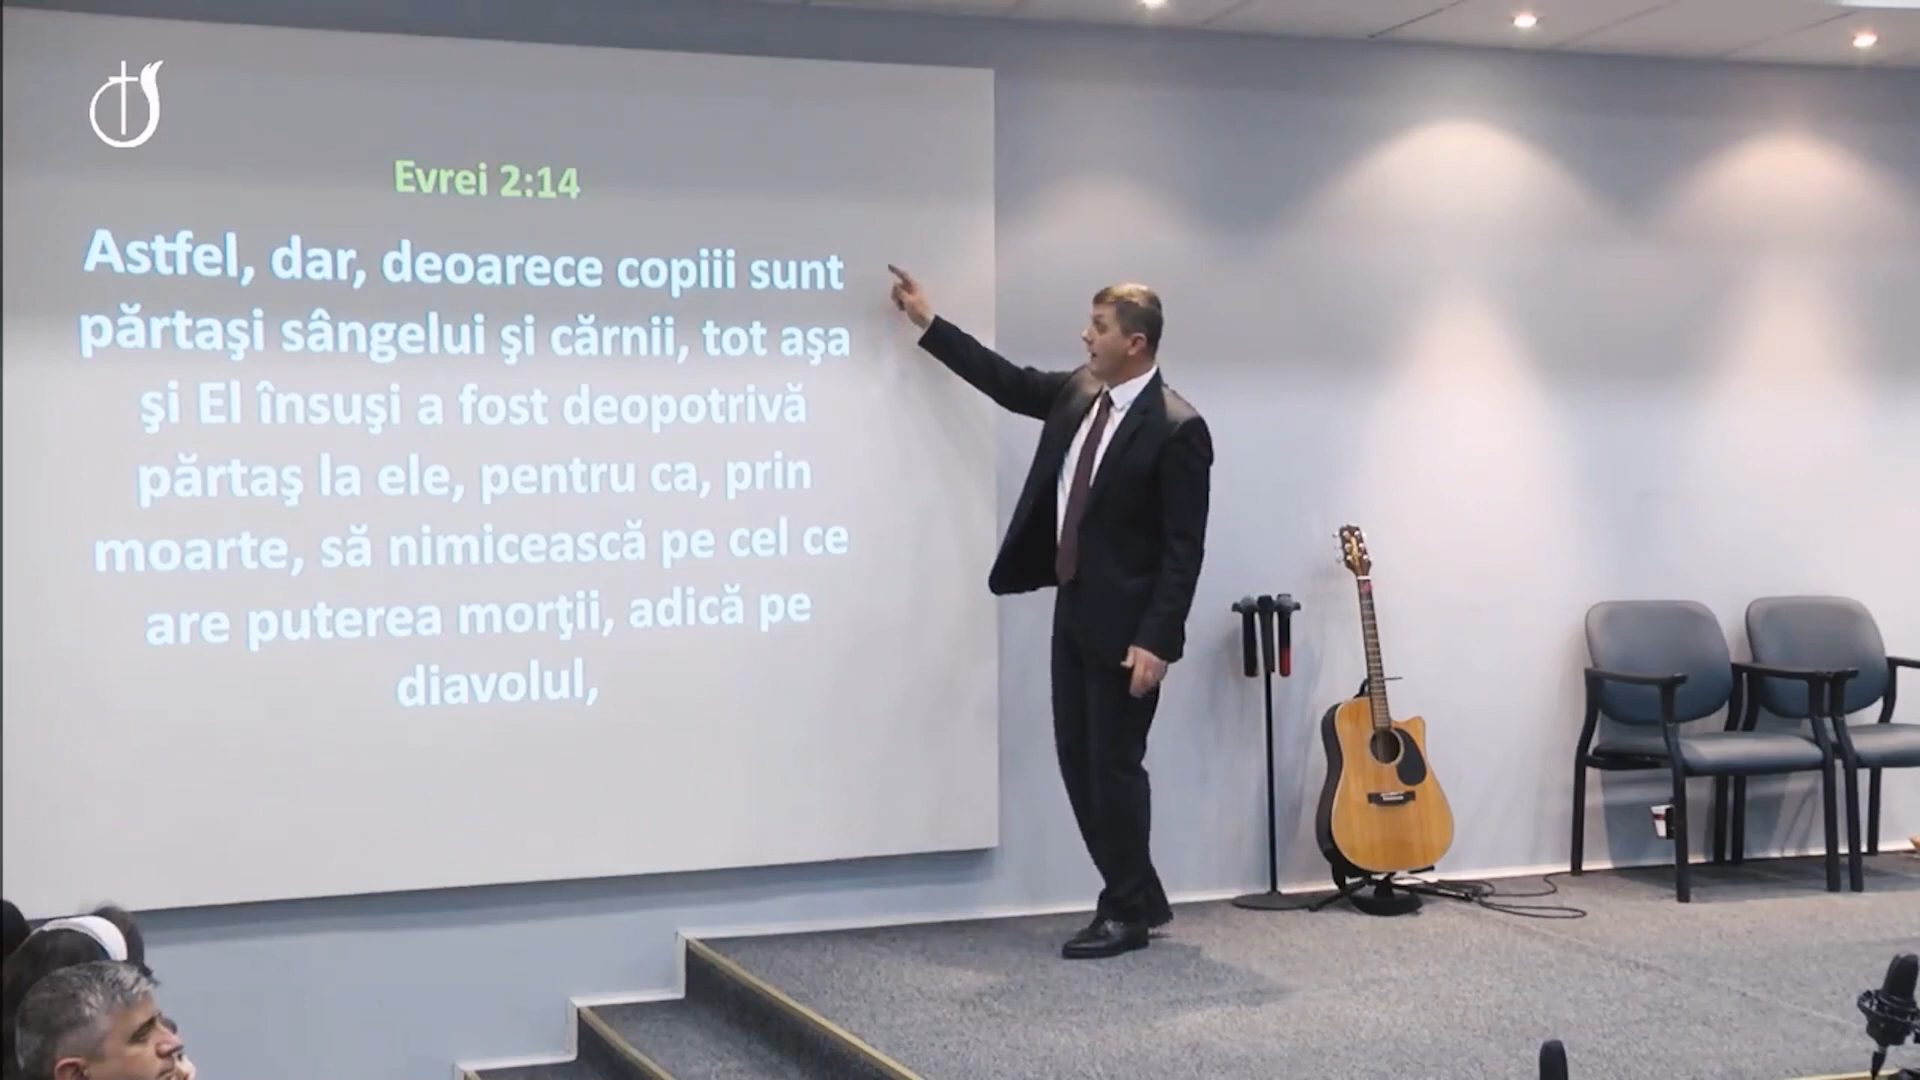 Evrei 2:14
Astfel, dar, deoarece copiii sunt
părtaşi sângelui şi cărnii, tot aşa
şi El însuşi a fost deopotrivă
părtaş la ele, pentru ca, prin
moarte, să nimicească pe cel ce
are puterea morţii, adică pe
diavolul,